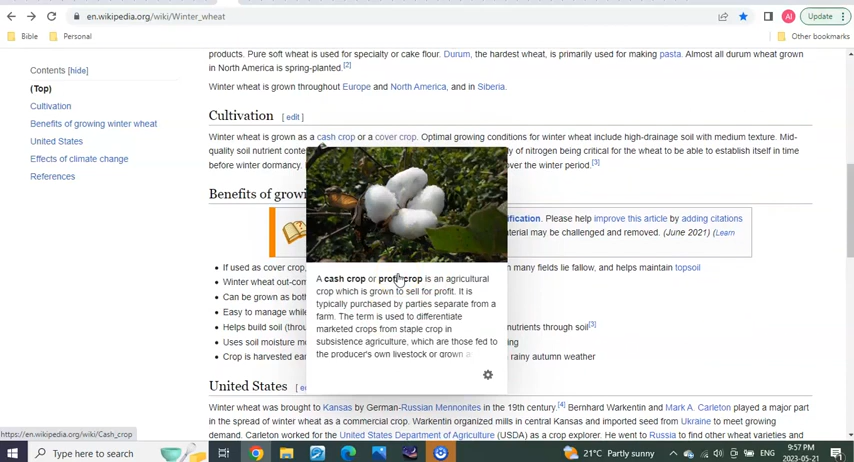 en.wikipedia.org/wiki/Winter_wheat
AI
Update
Bible
Personal
Other bookmarks
Contents [hide]
(Top)
Cultivation
Benefits of growing winter wheat
United States
Effects of climate change
References
products. Pure soft wheat is used for specialty or cake flour. Durum, the hardest wheat, is primarily used for making pasta. Almost all durum wheat grown
in North America is spring-planted.[2]
Winter wheat is grown throughout Europe and North America, and in Siberia.
Cultivation [ edit ]
Winter wheat is grown as a cash crop or a cover crop. Optimal growing conditions for winter wheat include high-drainage soil with medium texture. Mid-
quality soil nutrient conte y of nitrogen being critical for the wheat to be able to establish itself in time
before winter dormancy. over the winter period.[3]
Benefits of growi
ification. Please help improve this article by adding citations
aterial may be challenged and removed. (June 2021) (Learn
If used as cover crop, many fields lie fallow, and helps maintain topsoil
Winter wheat out-com
Can be grown as both
Easy to manage while
Helps build soil (throu nutrients through soil[3]
Uses soil moisture mo ing
Crop is harvested ear rainy autumn weather
A cash crop or profit crop is an agricultural
crop which is grown to sell for profit. It is
typically purchased by parties separate from a
farm. The term is used to differentiate
marketed crops from staple crop in
subsistence agriculture, which are those fed to
the producer's own livestock or grown a
United States [ e
Winter wheat was brought to Kansas by German-Russian Mennonites in the 19th century.[4] Bernhard Warkentin and Mark A. Carleton played a major part
in the spread of winter wheat as a commercial crop. Warkentin organized mills in central Kansas and imported seed from Ukraine to meet growing
demand. Carleton worked for the United States Department of Agriculture (USDA) as a crop explorer. He went to Russia to find other wheat varieties and
https://en.wikipedia.org/wiki/Cash_crop
Type here to search
21°C Partly sunny
9:57 PM
2023-05-21